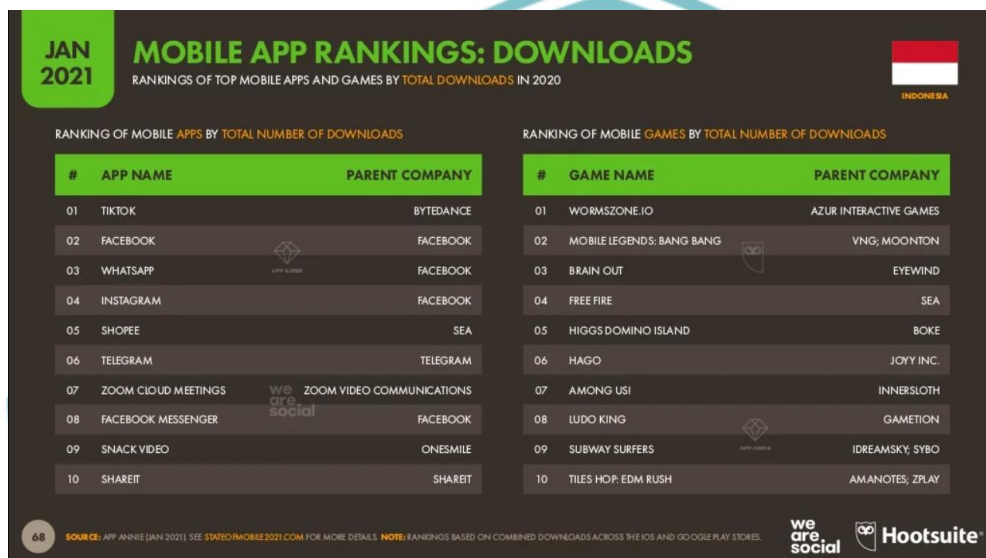 JAN
2021
MOBILE APP RANKINGS: DOWNLOADS
RANKINGS OF TOP MOBILE APPS AND GAMES BY TOTAL DOWNLOADS IN 2020
INDONESIA
RANKING OF MOBILE APPS BY TOTAL NUMBER OF DOWNLOADS
# APP NAME PARENT COMPANY
01 TIKTOK BYTEDANCE
02 FACEBOOK FACEBOOK
03 WHATSAPP FACEBOOK
04 INSTAGRAM FACEBOOK
05 SHOPEE SEA
06 TELEGRAM TELEGRAM
07 ZOOM CLOUD MEETINGS ZOOM VIDEO COMMUNICATIONS
08 FACEBOOK MESSENGER FACEBOOK
09 SNACK VIDEO ONESMILE
10 SHAREIT SHAREIT
APP ANNIE
we
are.
social
RANKING OF MOBILE GAMES BY TOTAL NUMBER OF DOWNLOADS
# GAME NAME PARENT COMPANY
01 WORMSZONE.IO AZUR INTERACTIVE GAMES
02 MOBILE LEGENDS: BANG BANG VNG; MOONTON
03 BRAIN OUT EYEWIND
04 FREE FIRE SEA
05 HIGGS DOMINO ISLAND BOKE
06 HAGO JOYY INC.
07 AMONG US! INNERSLOTH
08 LUDO KING GAMETION
09 SUBWAY SURFERS IDREAMSKY; SYBO
10 TILES HOP: EDM RUSH AMANOTES; ZPLAY
APP ANNIE
68
SOURCE: APP ANNIE (JAN 2021). SEE STATEOFMOBILE2021.COM FOR MORE DETAILS. NOTE: RANKINGS BASED ON COMBINED DOWNLOADS ACROSS THE IOS AND GOOGLE PLAY STORES.
we
are.
social
Hootsuite